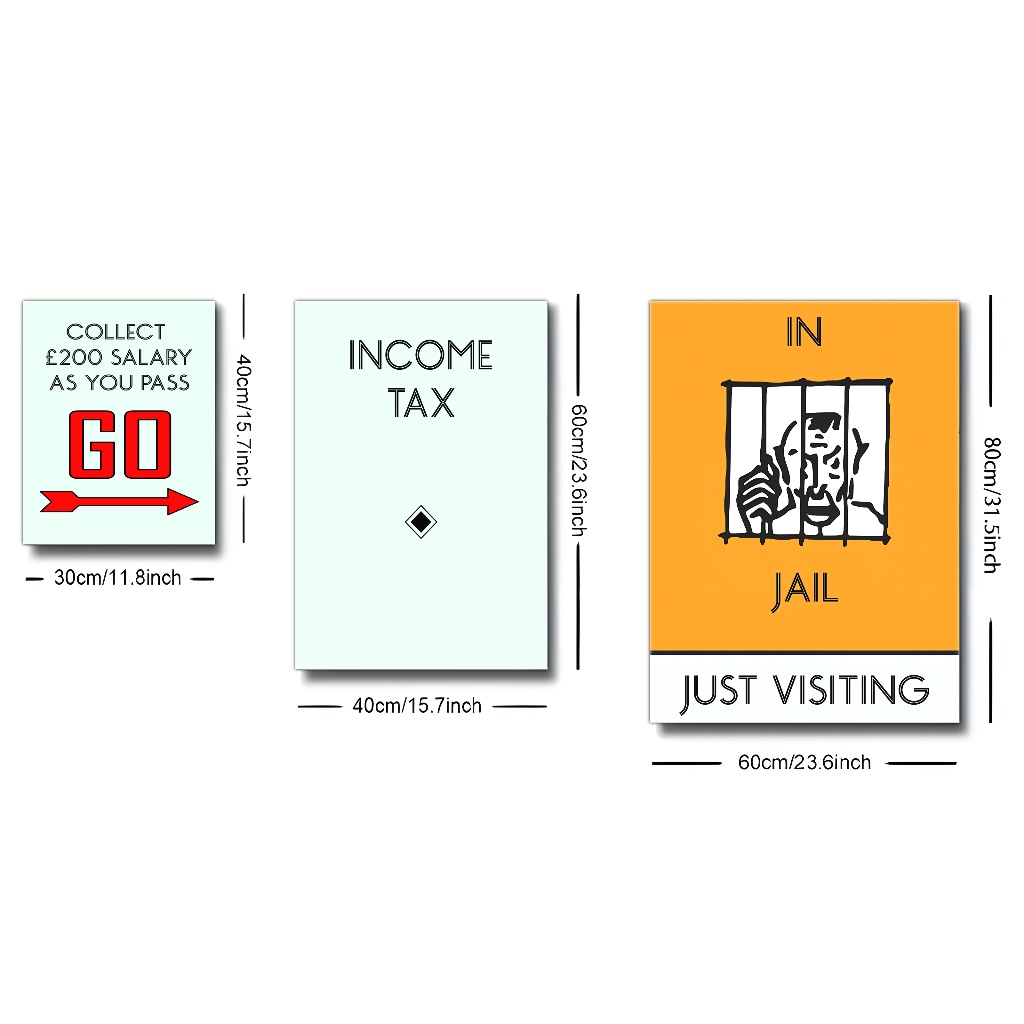 COLLECT
£200 SALARY
AS YOU PASS
GO
40cm/15.7inch
30cm/11.8inch
INCOME
TAX
60cm/23.6inch
40cm/15.7inch
IN
JAIL
JUST VISITING
80cm/31.5inch
60cm/23.6inch